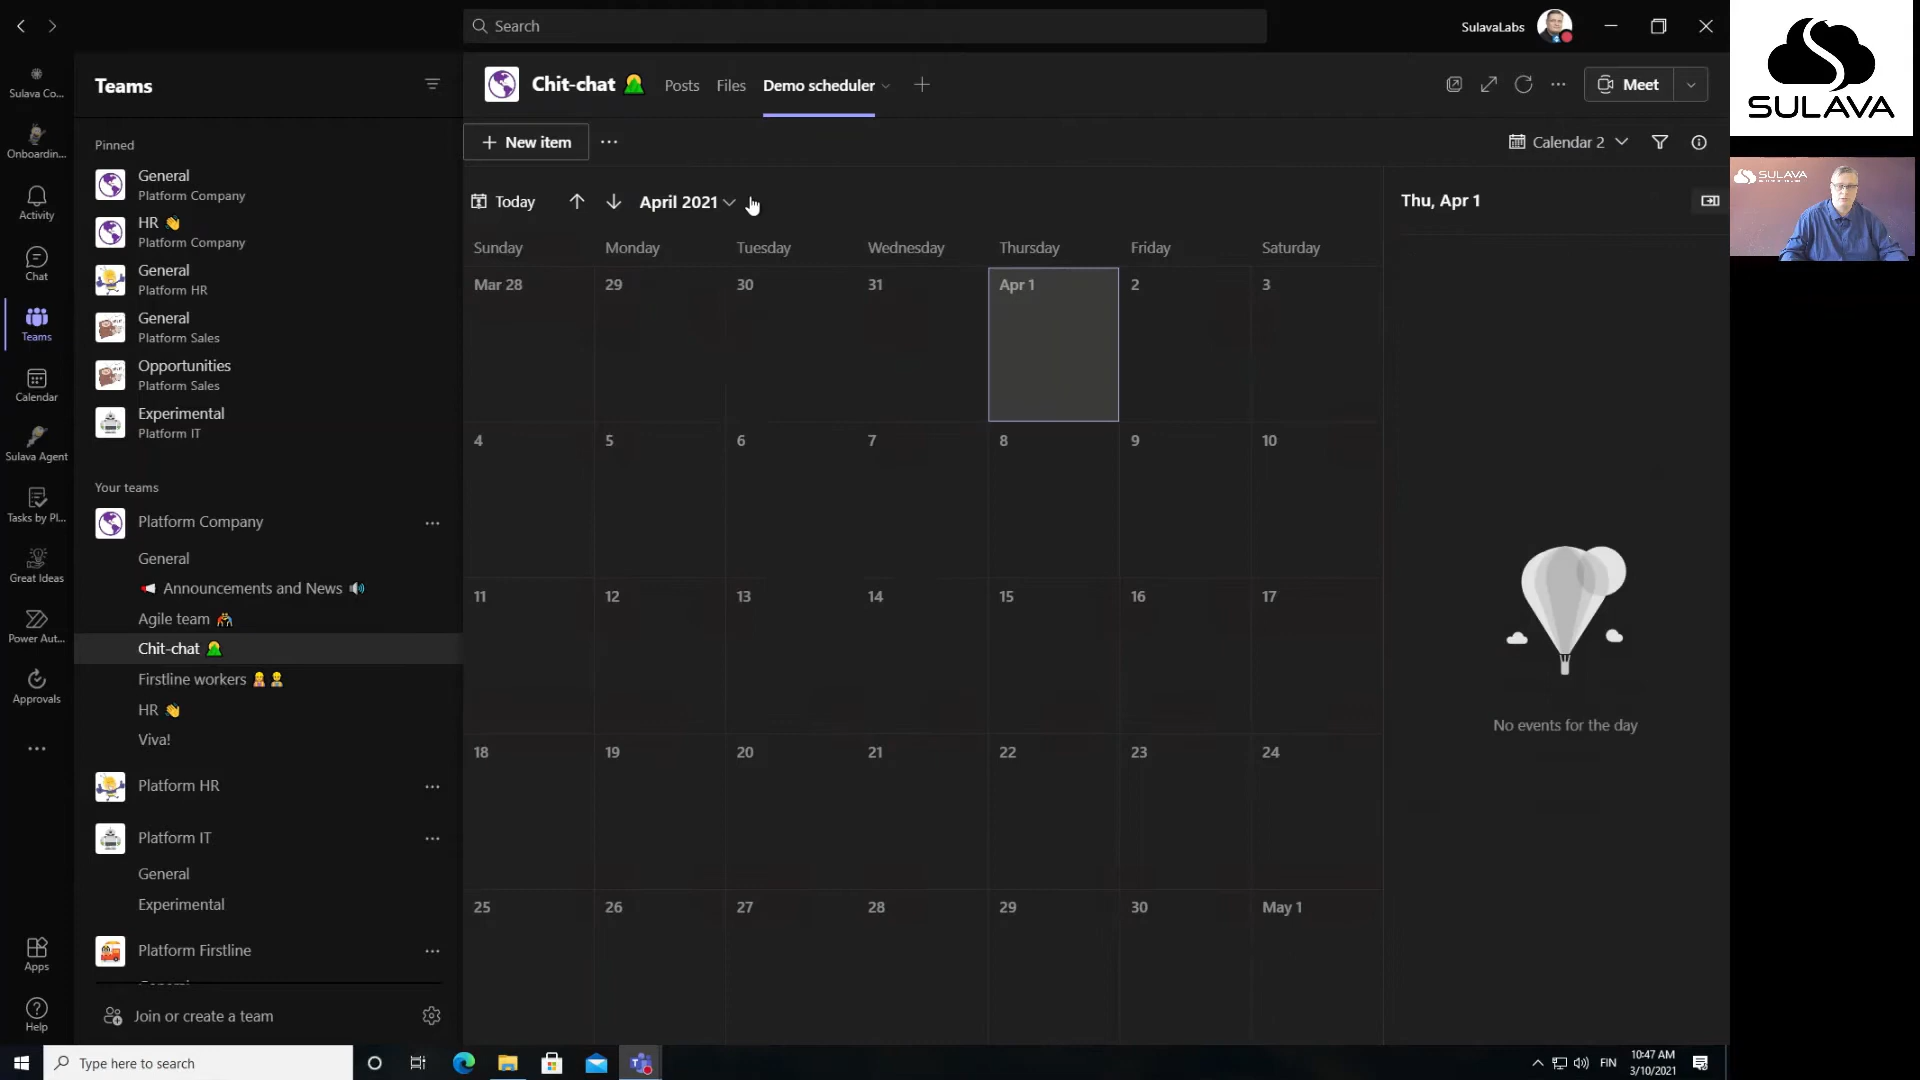 Search
SulavaLabs
SULAVA
SULAVA
Sulava Co...
Onboardin...
Activity
Chat
Teams
Calendar
Sulava Agent
Tasks by Pl...
Great Ideas
Power Aut...
Approvals
Apps
Help
Teams
Pinned
General
Platform Company
HR 👋
Platform Company
General
Platform HR
General
Platform Sales
Opportunities
Platform Sales
Experimental
Platform IT
Your teams
Platform Company
General
📢 Announcements and News 🔊
Agile team
Chit-chat
Firstline workers
HR 👋
Viva!
Platform HR
Platform IT
General
Experimental
Platform Firstline
Join or create a team
Chit-chat
Posts
Files
Demo scheduler
Meet
+ New item
Calendar 2
Today
April 2021
Sunday Monday Tuesday Wednesday Thursday Friday Saturday
Mar 28 29 30 31 Apr 1 2 3
4 5 6 7 8 9 10
11 12 13 14 15 16 17
18 19 20 21 22 23 24
25 26 27 28 29 30 May 1
Thu, Apr 1
No events for the day
Type here to search
FIN
10:47 AM
3/10/2021